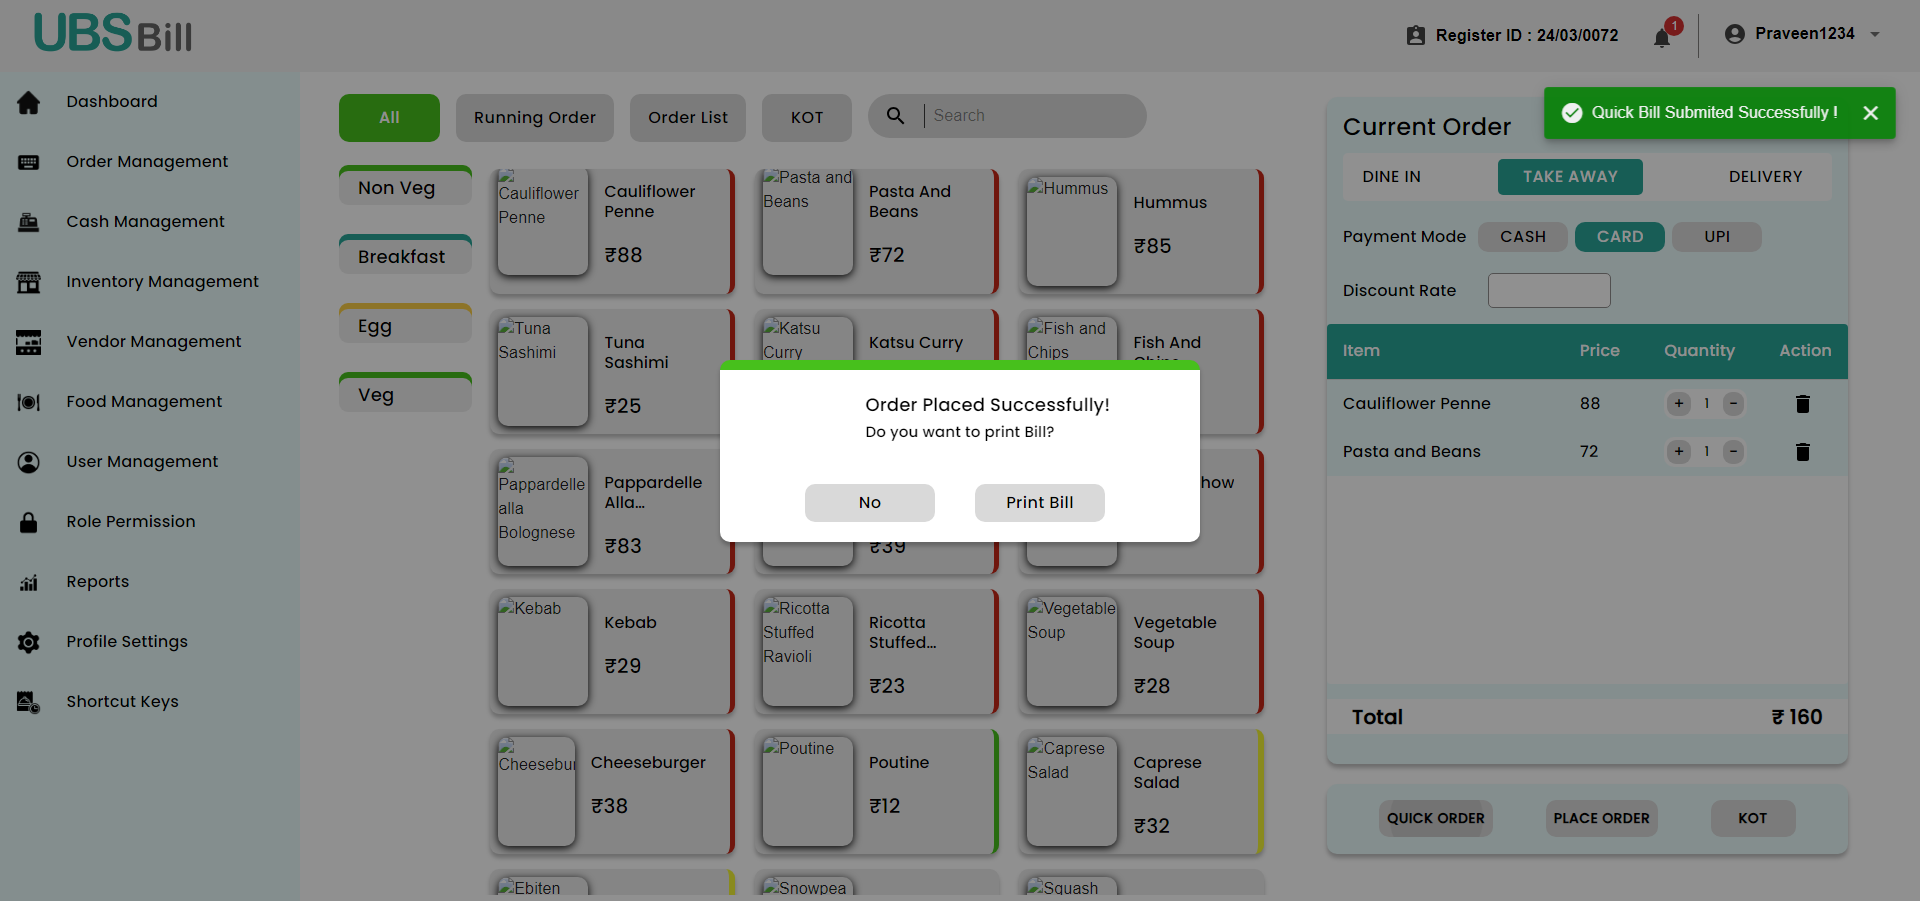 UBS Bill
Register ID : 24/03/0072
1
Praveen1234
Dashboard
Order Management
Cash Management
Inventory Management
Vendor Management
Food Management
User Management
Role Permission
Reports
Profile Settings
Shortcut Keys
All
Running Order
Order List
KOT
Search
Non Veg
Breakfast
Egg
Veg
Cauliflower
Penne
Cauliflower
Penne
₹88
Pasta and
Beans
Pasta And
Beans
₹72
Hummus
Hummus
₹85
Tuna
Sashimi
Tuna
Sashimi
₹25
Katsu
Curry
Katsu Curry
Fish and
Chips
Fish And
Chips
Pappardelle
alla
Bolognese
Pappardelle
Alla...
₹83
₹39
how
Kebab
Kebab
₹29
Ricotta
Stuffed
Ravioli
Ricotta
Stuffed...
₹23
Vegetable
Soup
Vegetable
Soup
₹28
Cheesebu
Cheeseburger
₹38
Poutine
Poutine
₹12
Caprese
Salad
Caprese
Salad
₹32
Ebiten
Snowpea
Squash
Order Placed Successfully!
Do you want to print Bill?
No
Print Bill
Quick Bill Submited Successfully !
Current Order
DINE IN
TAKE AWAY
DELIVERY
Payment Mode
CASH
CARD
UPI
Discount Rate
Item Price Quantity Action
Cauliflower Penne 88 + 1 -
Pasta and Beans 72 + 1 -
Total ₹ 160
QUICK ORDER
PLACE ORDER
KOT